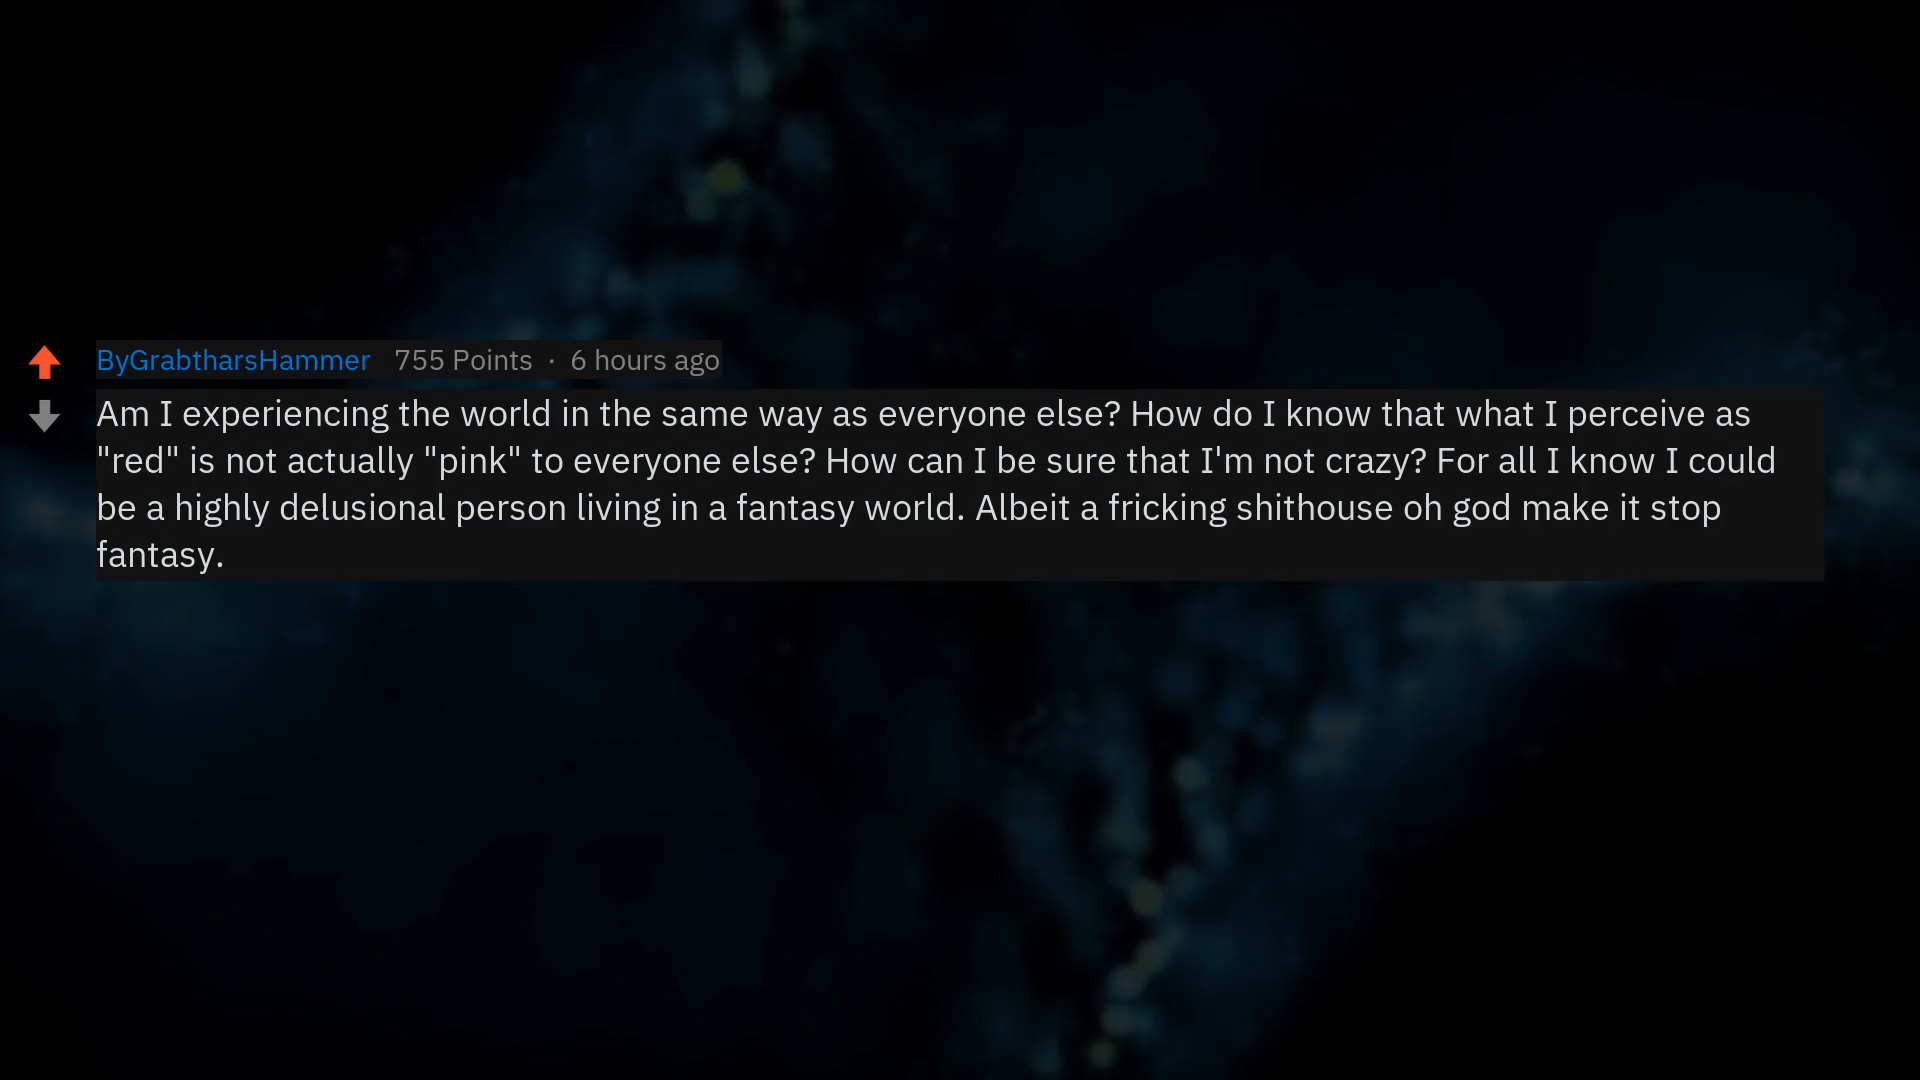 ByGrabtharsHammer 755 Points · 6 hours ago
Am I experiencing the world in the same way as everyone else? How do I know that what I perceive as
"red" is not actually "pink" to everyone else? How can I be sure that I'm not crazy? For all I know I could
be a highly delusional person living in a fantasy world. Albeit a fricking shithouse oh god make it stop
fantasy.